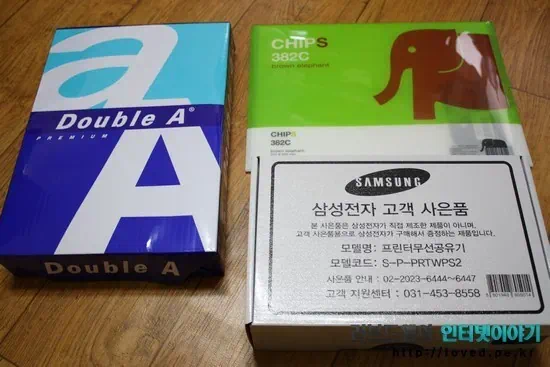 a
Double A®
PREMIUM
A
Double A
CHIPS
382C
brown elephant
CHIPS
382C
SAMSUNG
삼성전자 고객 사은품
본 사은품은 삼성전자가 직접 제조한 제품이 아니며,
고객 사은품용으로 삼성전자가 구매해서 증정하는 제품입니다.
모델명 : 프린터무선공유기
모델코드 : S-P-PRTWPS2
사은품 안내 : 02-2023-6444~6447
고객 지원센터 : 031-453-8558
인터넷이야기
http://loved.pe.kr